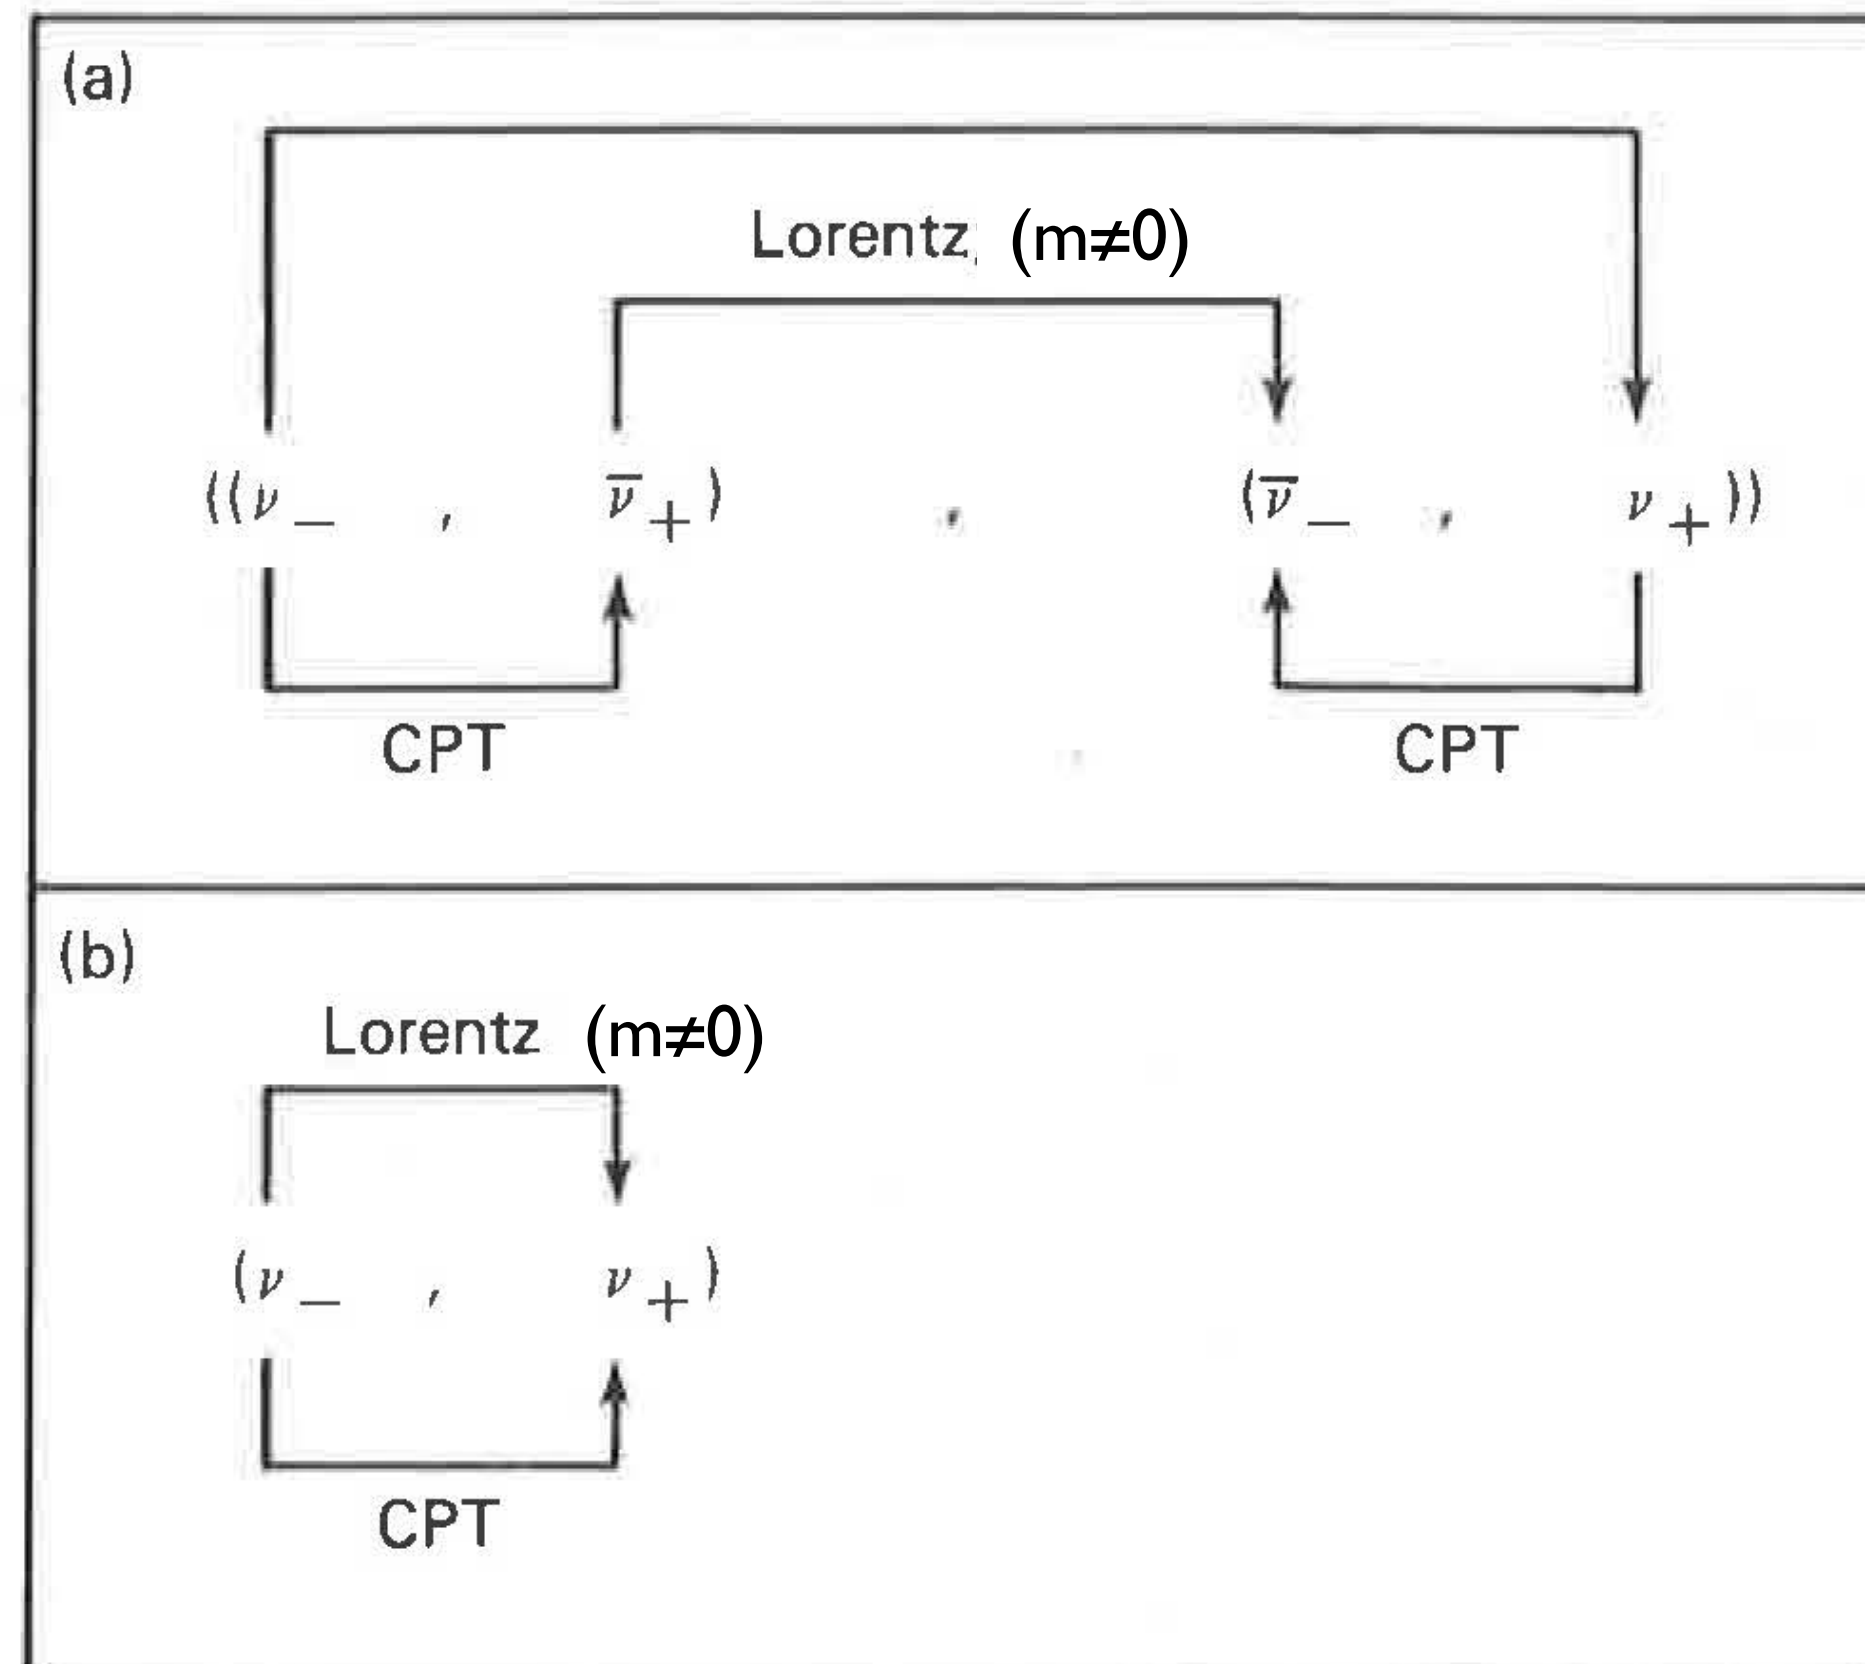 (a)
Lorentz, (m≠0)
((ν₋ , ν̅₊) , (ν̅₋ , ν₊))
CPT CPT
(b)
Lorentz (m≠0)
(ν₋ , ν₊)
CPT